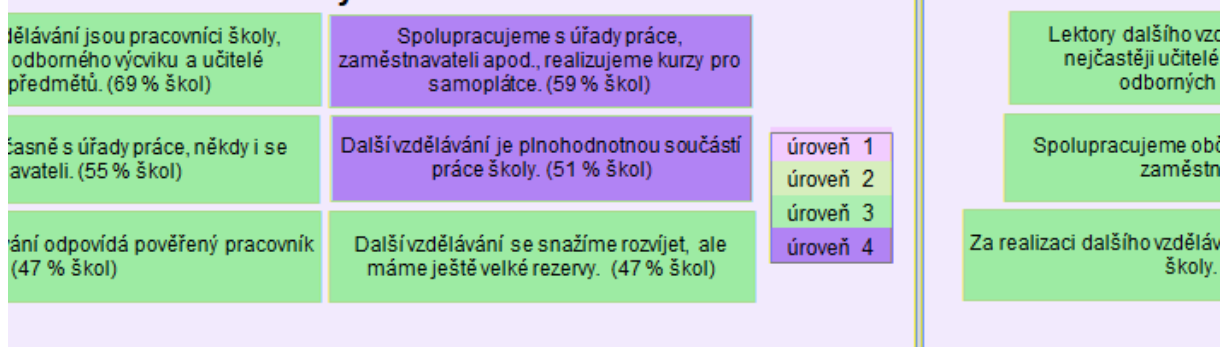 dělávání jsou pracovníci školy,
odborného výcviku a učitelé
předmětů. (69 % škol)
Spolupracujeme s úřady práce,
zaměstnavateli apod., realizujeme kurzy pro
samoplátce. (59 % škol)
časně s úřady práce, někdy i se
avateli. (55 % škol)
Další vzdělávání je plnohodnotnou součástí
práce školy. (51 % škol)
ání odpovídá pověřený pracovník
(47 % škol)
Další vzdělávání se snažíme rozvíjet, ale
máme ještě velké rezervy. (47 % škol)
úroveň 1
úroveň 2
úroveň 3
úroveň 4
Lektory dalšího vzd
nejčastěji učitelé
odborných
Spolupracujeme obč
zaměstn
Za realizaci dalšího vzděláv
školy.